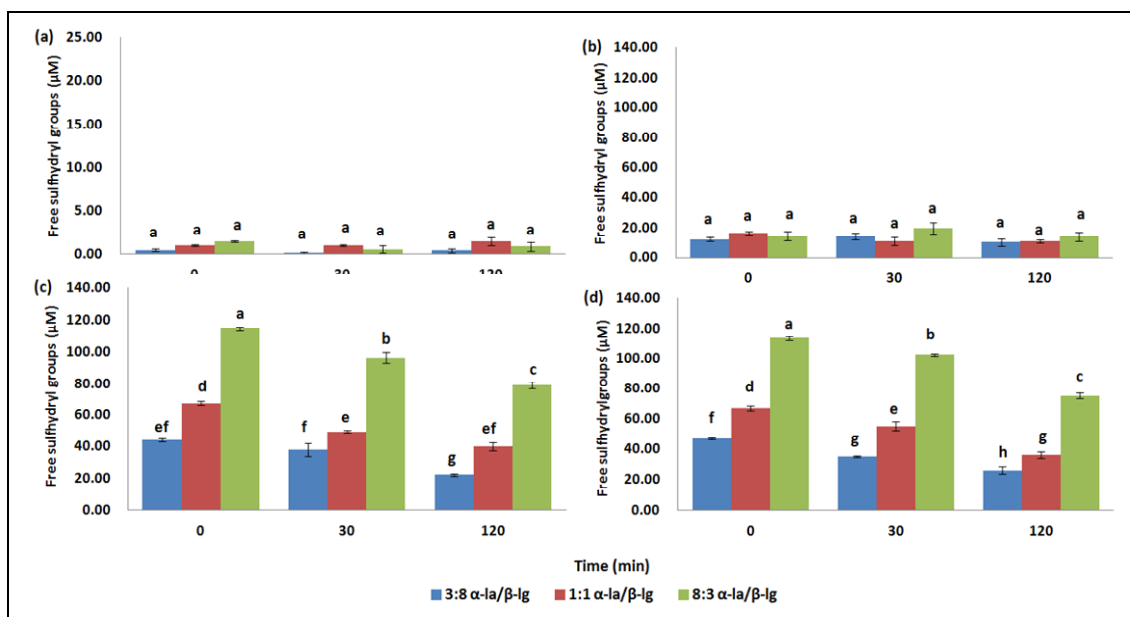 (a)
Free sulfhydryl groups (µM)
25.00
20.00
15.00
10.00
5.00
0.00
a a a
a a a
a a a
0 30 120
(b)
Free sulfhydryl groups (µM)
140.00
120.00
100.00
80.00
60.00
40.00
20.00
0.00
a a a
a a a
a a a
0 30 120
(c)
Free sulfhydryl groups (µM)
140.00
120.00
100.00
80.00
60.00
40.00
20.00
0.00
ef d a
f e b
g ef c
0 30 120
(d)
Free sulfhydrylgroups (µM)
140.00
120.00
100.00
80.00
60.00
40.00
20.00
0.00
f d a
g e b
h g c
0 30 120
Time (min)
3:8 α-la/β-lg 1:1 α-la/β-lg 8:3 α-la/β-lg